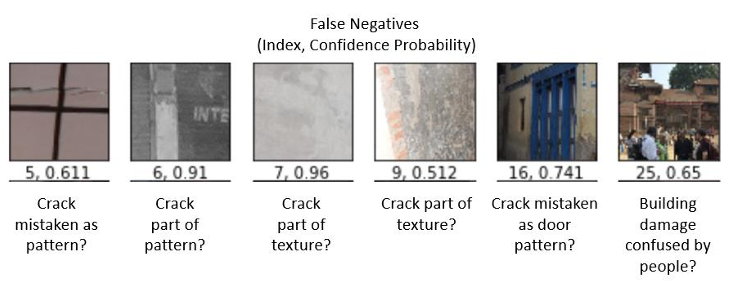 False Negatives
(Index, Confidence Probability)
INTE
5, 0.611
6, 0.91
7, 0.96
9, 0.512
16, 0.741
25, 0.65
Crack
mistaken as
pattern?
Crack
part of
pattern?
Crack
part of
texture?
Crack part of
texture?
Crack mistaken
as door
pattern?
Building
damage
confused by
people?